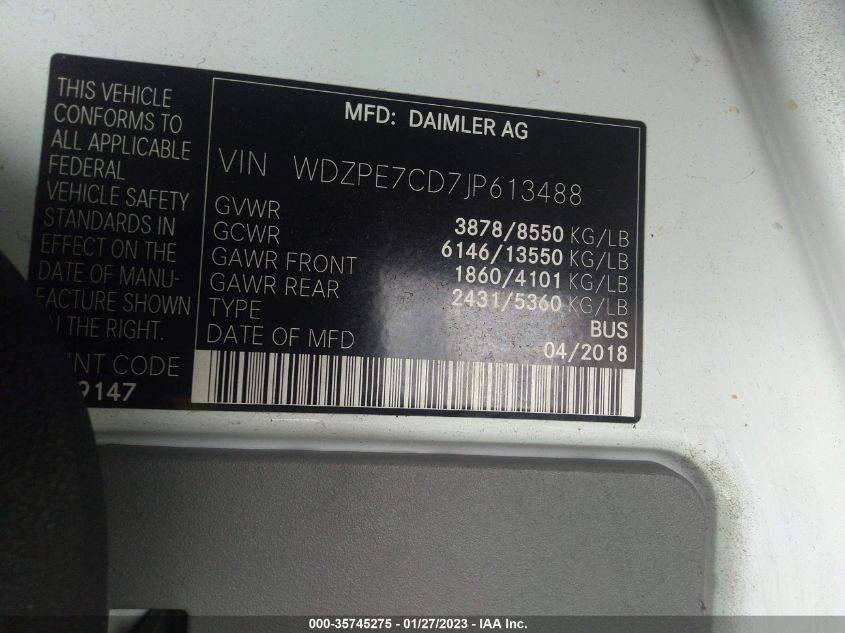 THIS VEHICLE
CONFORMS TO
ALL APPLICABLE
FEDERAL
VEHICLE SAFETY
STANDARDS IN
EFFECT ON THE
DATE OF MANU-
FACTURE SHOWN
THE RIGHT.
CODE
9147
MFD: DAIMLER AG
VIN WDZPE7CD7JP613488
GVWR 3878/8550 KG/LB
GCWR 6146/13550 KG/LB
GAWR FRONT 1860/4101 KG/LB
GAWR REAR 2431/5360 KG/LB
TYPE BUS
DATE OF MFD 04/2018
000-35745275 - 01/27/2023 - © IAA Inc.